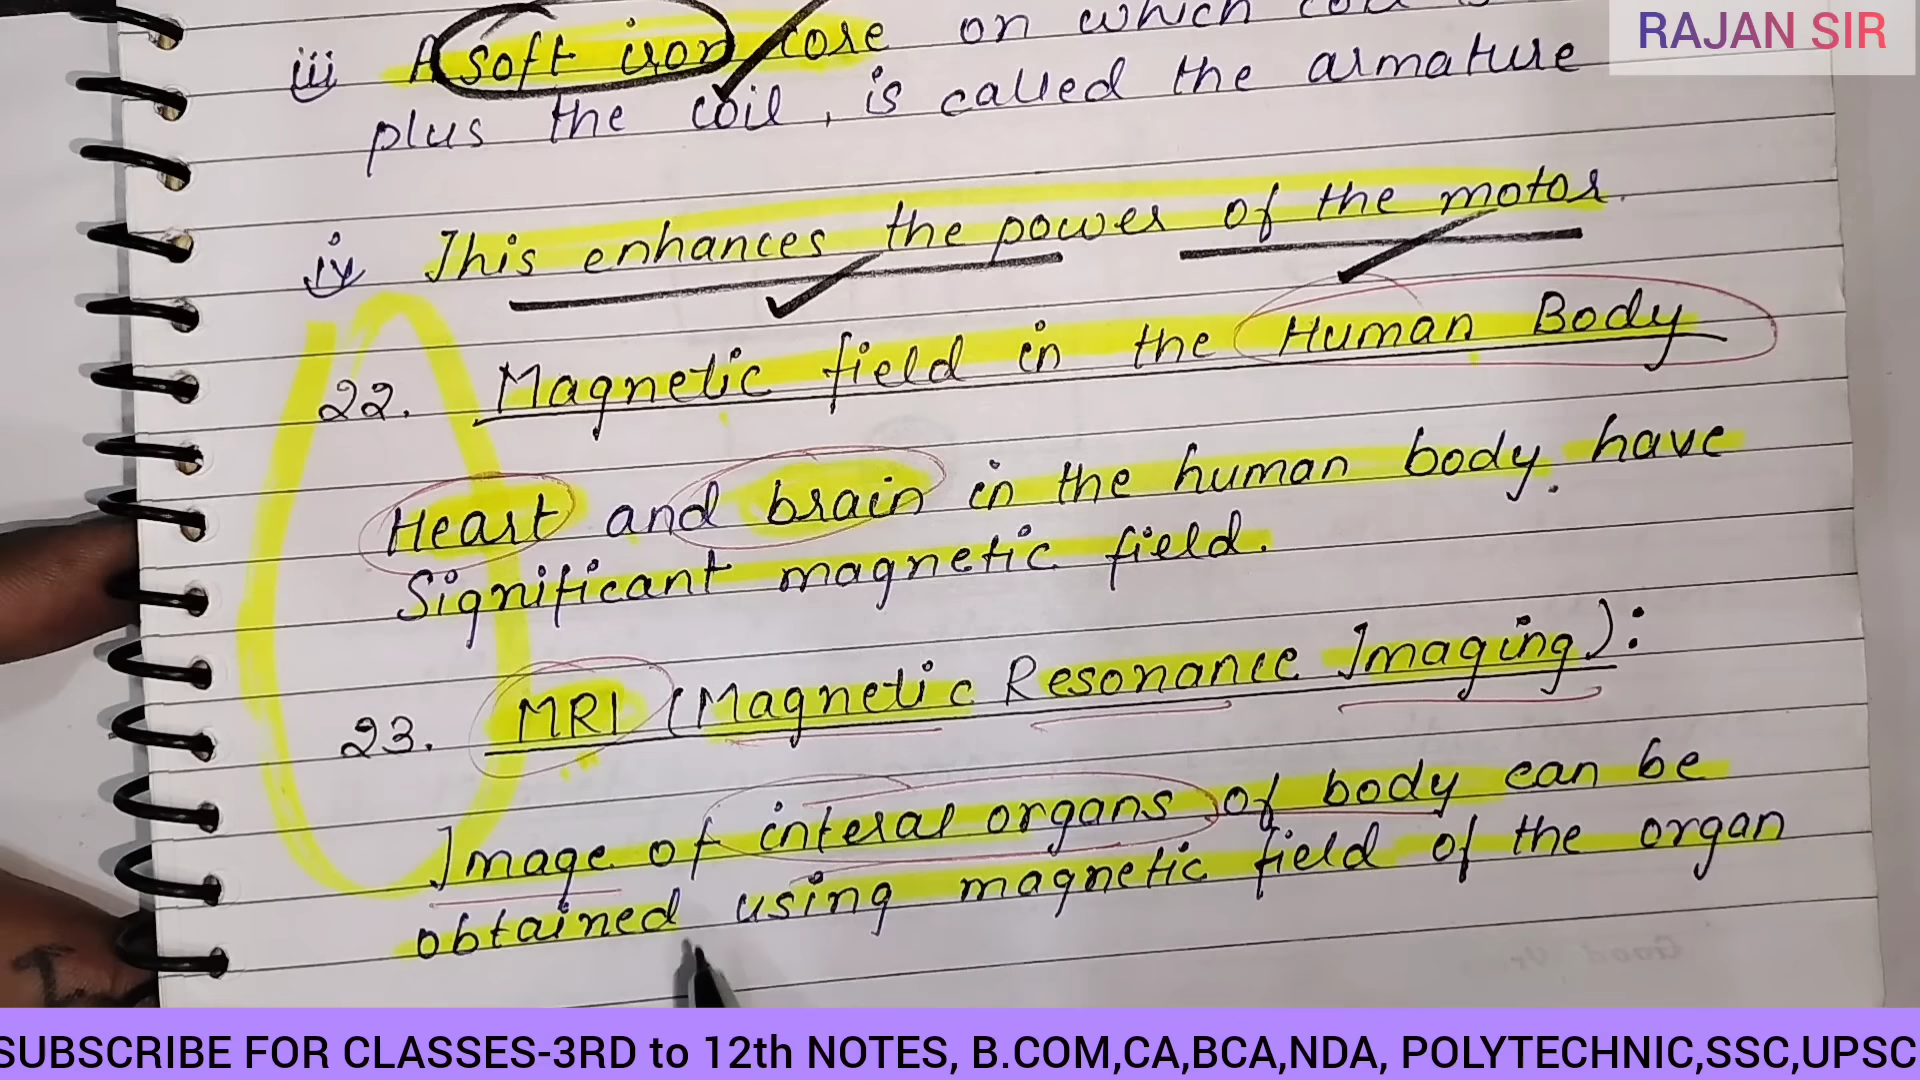 RAJAN SIR
iii A soft iron core on which
plus the coil, is called the armature
iv This enhances the power of the motor.
22. Magnetic field in the Human Body
Heart and brain in the human body have
Significant magnetic field.
23. MRI (Magnetic Resonance Imaging):
Image of interal organs of body can be
obtained using magnetic field of the organ
SUBSCRIBE FOR CLASSES-3RD to 12th NOTES, B.COM,CA,BCA,NDA, POLYTECHNIC,SSC,UPSC